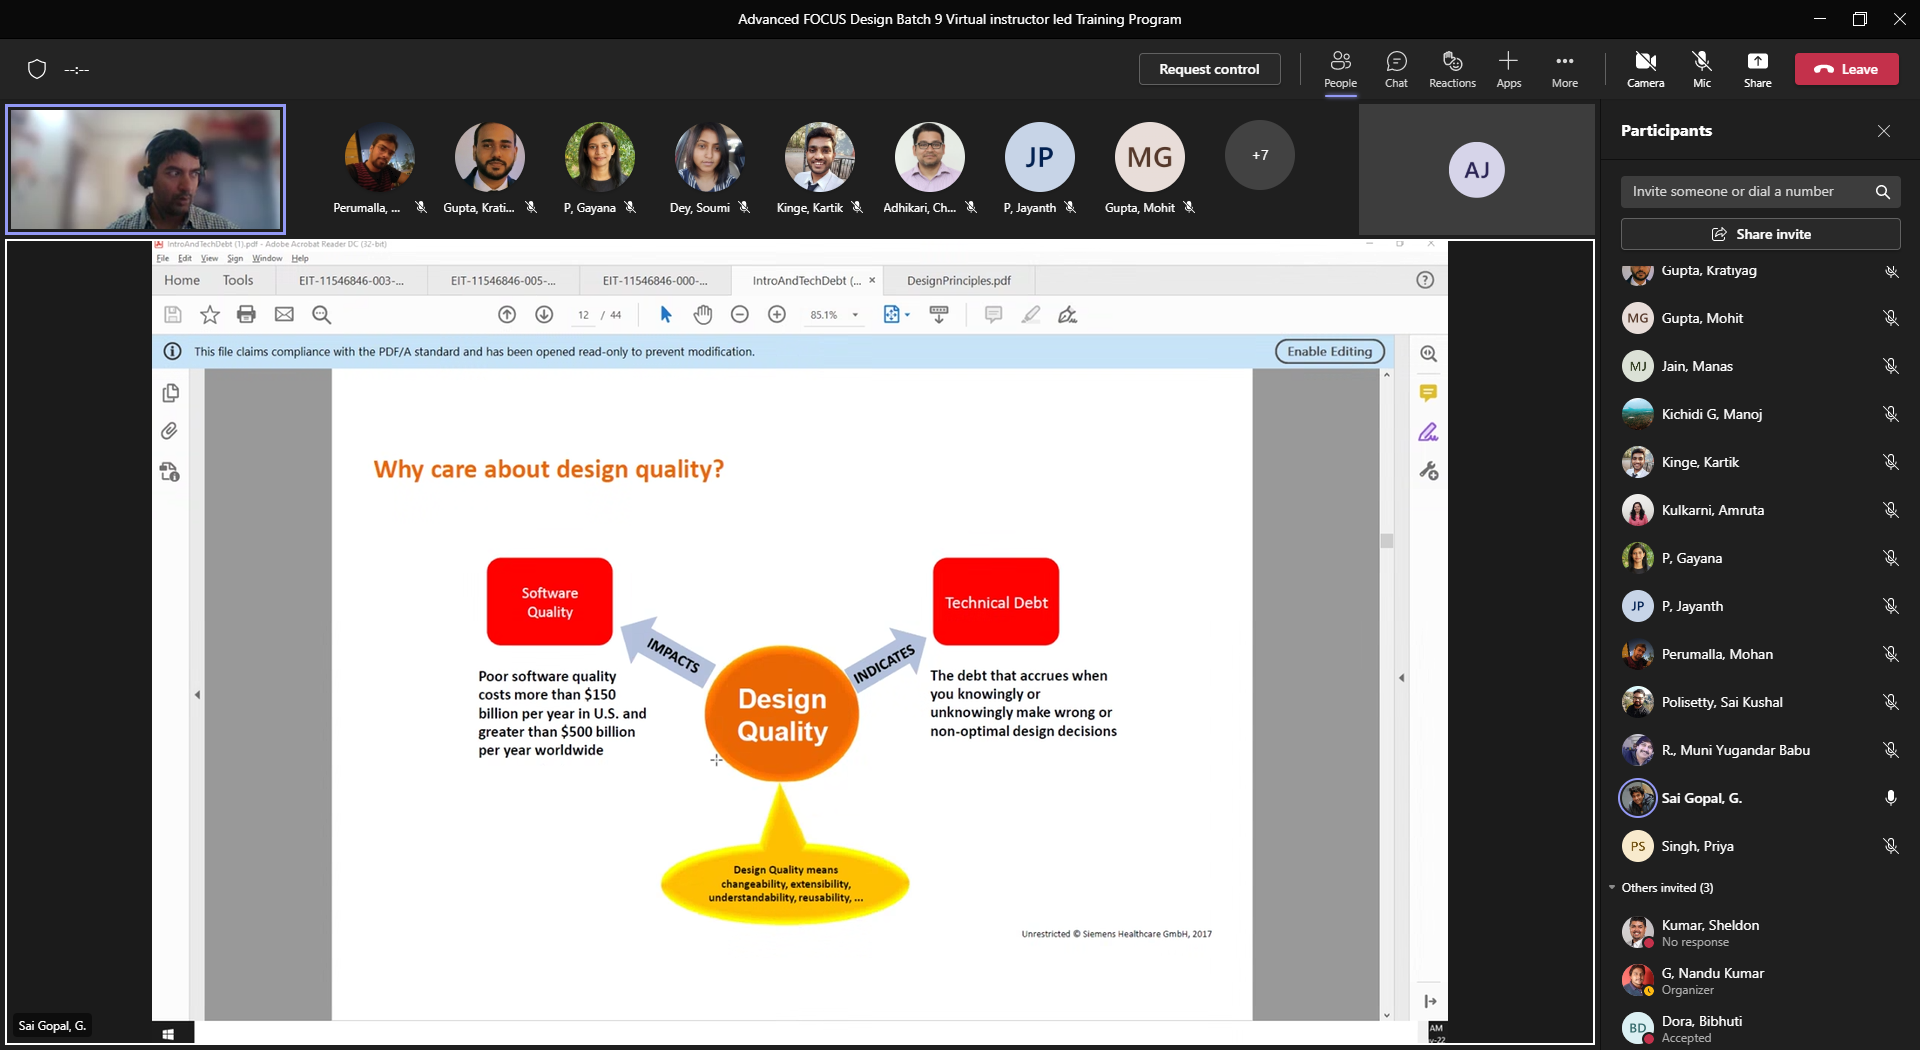 Advanced FOCUS Design Batch 9 Virtual instructor led Training Program
--:--
Request control
People
Chat
Reactions
Apps
More
Camera
Mic
Share
Leave
Perumalla, ...
Gupta, Krati...
P, Gayana
Dey, Soumi
Kinge, Kartik
Adhikari, Ch...
JP
P, Jayanth
MG
Gupta, Mohit
+7
AJ
IntroAndTechDebt (1).pdf - Adobe Acrobat Reader DC (32-bit)
File Edit View Sign Window Help
Home Tools EIT-11546846-003-... EIT-11546846-005-... EIT-11546846-000-... IntroAndTechDebt (... × DesignPrinciples.pdf
12 / 44
85.1%
This file claims compliance with the PDF/A standard and has been opened read-only to prevent modification.
Enable Editing
Why care about design quality?
Software
Quality
Technical Debt
IMPACTS
INDICATES
Poor software quality
costs more than $150
billion per year in U.S. and
greater than $500 billion
per year worldwide
Design
Quality
The debt that accrues when
you knowingly or
unknowingly make wrong or
non-optimal design decisions
Design Quality means
changeability, extensibility,
understandability, reusability, ...
Unrestricted © Siemens Healthcare GmbH, 2017
Sai Gopal, G.
AM
Participants
Invite someone or dial a number
Share invite
Gupta, Kratiyag
MG Gupta, Mohit
MJ Jain, Manas
Kichidi G, Manoj
Kinge, Kartik
Kulkarni, Amruta
P, Gayana
JP P, Jayanth
Perumalla, Mohan
Polisetty, Sai Kushal
R., Muni Yugandar Babu
Sai Gopal, G.
PS Singh, Priya
Others invited (3)
Kumar, Sheldon
No response
G, Nandu Kumar
Organizer
BD Dora, Bibhuti
Accepted